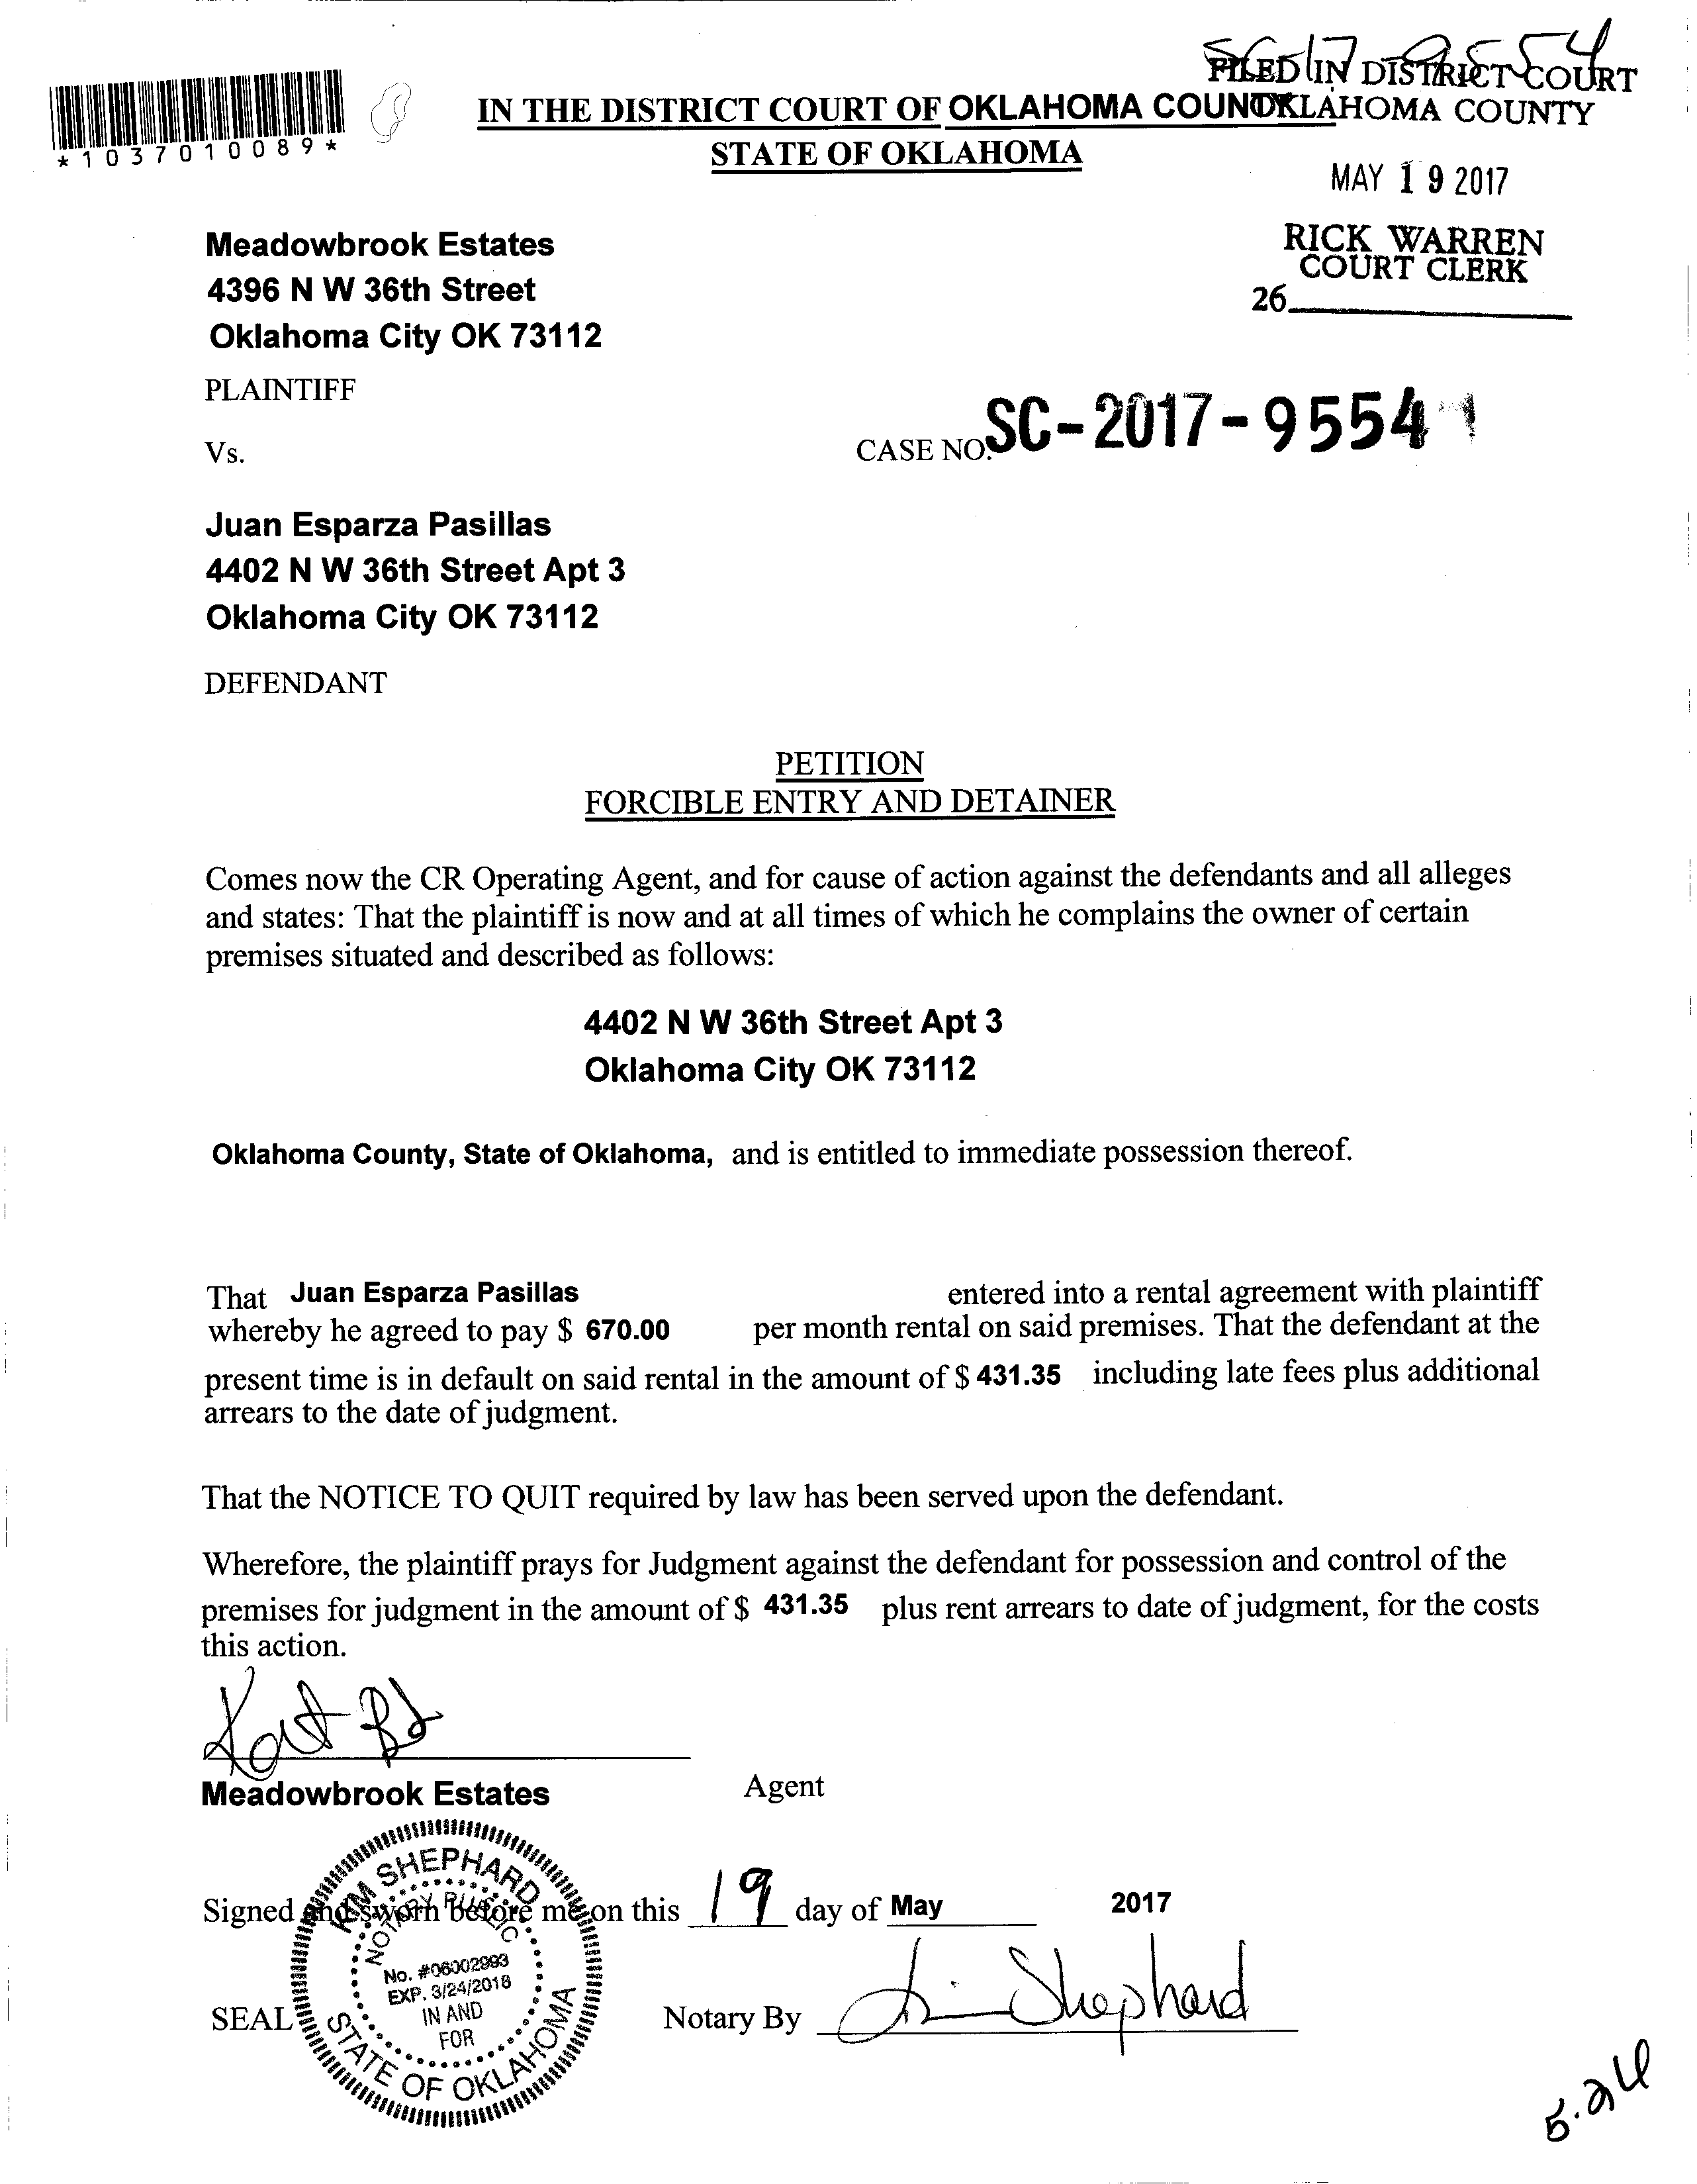 SC-17-9554
FILED IN DISTRICT COURT
OKLAHOMA COUNTY
IN THE DISTRICT COURT OF OKLAHOMA COUNTY
STATE OF OKLAHOMA
*1037010089*
MAY 19 2017
RICK WARREN
COURT CLERK
26
Meadowbrook Estates
4396 N W 36th Street
Oklahoma City OK 73112
PLAINTIFF
Vs.
CASE NO. SC-2017-9554
Juan Esparza Pasillas
4402 N W 36th Street Apt 3
Oklahoma City OK 73112
DEFENDANT
PETITION
FORCIBLE ENTRY AND DETAINER
Comes now the CR Operating Agent, and for cause of action against the defendants and all alleges
and states: That the plaintiff is now and at all times of which he complains the owner of certain
premises situated and described as follows:
4402 N W 36th Street Apt 3
Oklahoma City OK 73112
Oklahoma County, State of Oklahoma, and is entitled to immediate possession thereof.
That Juan Esparza Pasillas entered into a rental agreement with plaintiff
whereby he agreed to pay $ 670.00 per month rental on said premises. That the defendant at the
present time is in default on said rental in the amount of $ 431.35 including late fees plus additional
arrears to the date of judgment.
That the NOTICE TO QUIT required by law has been served upon the defendant.
Wherefore, the plaintiff prays for Judgment against the defendant for possession and control of the
premises for judgment in the amount of $ 431.35 plus rent arrears to date of judgment, for the costs
this action.
Meadowbrook Estates Agent
Signed and sworn before me on this 19 day of May 2017
SEAL
KIM SHEPHARD
NOTARY PUBLIC
No. #06002993
EXP. 3/24/2018
IN AND
FOR
STATE OF OKLAHOMA
Notary By Kim Shephard